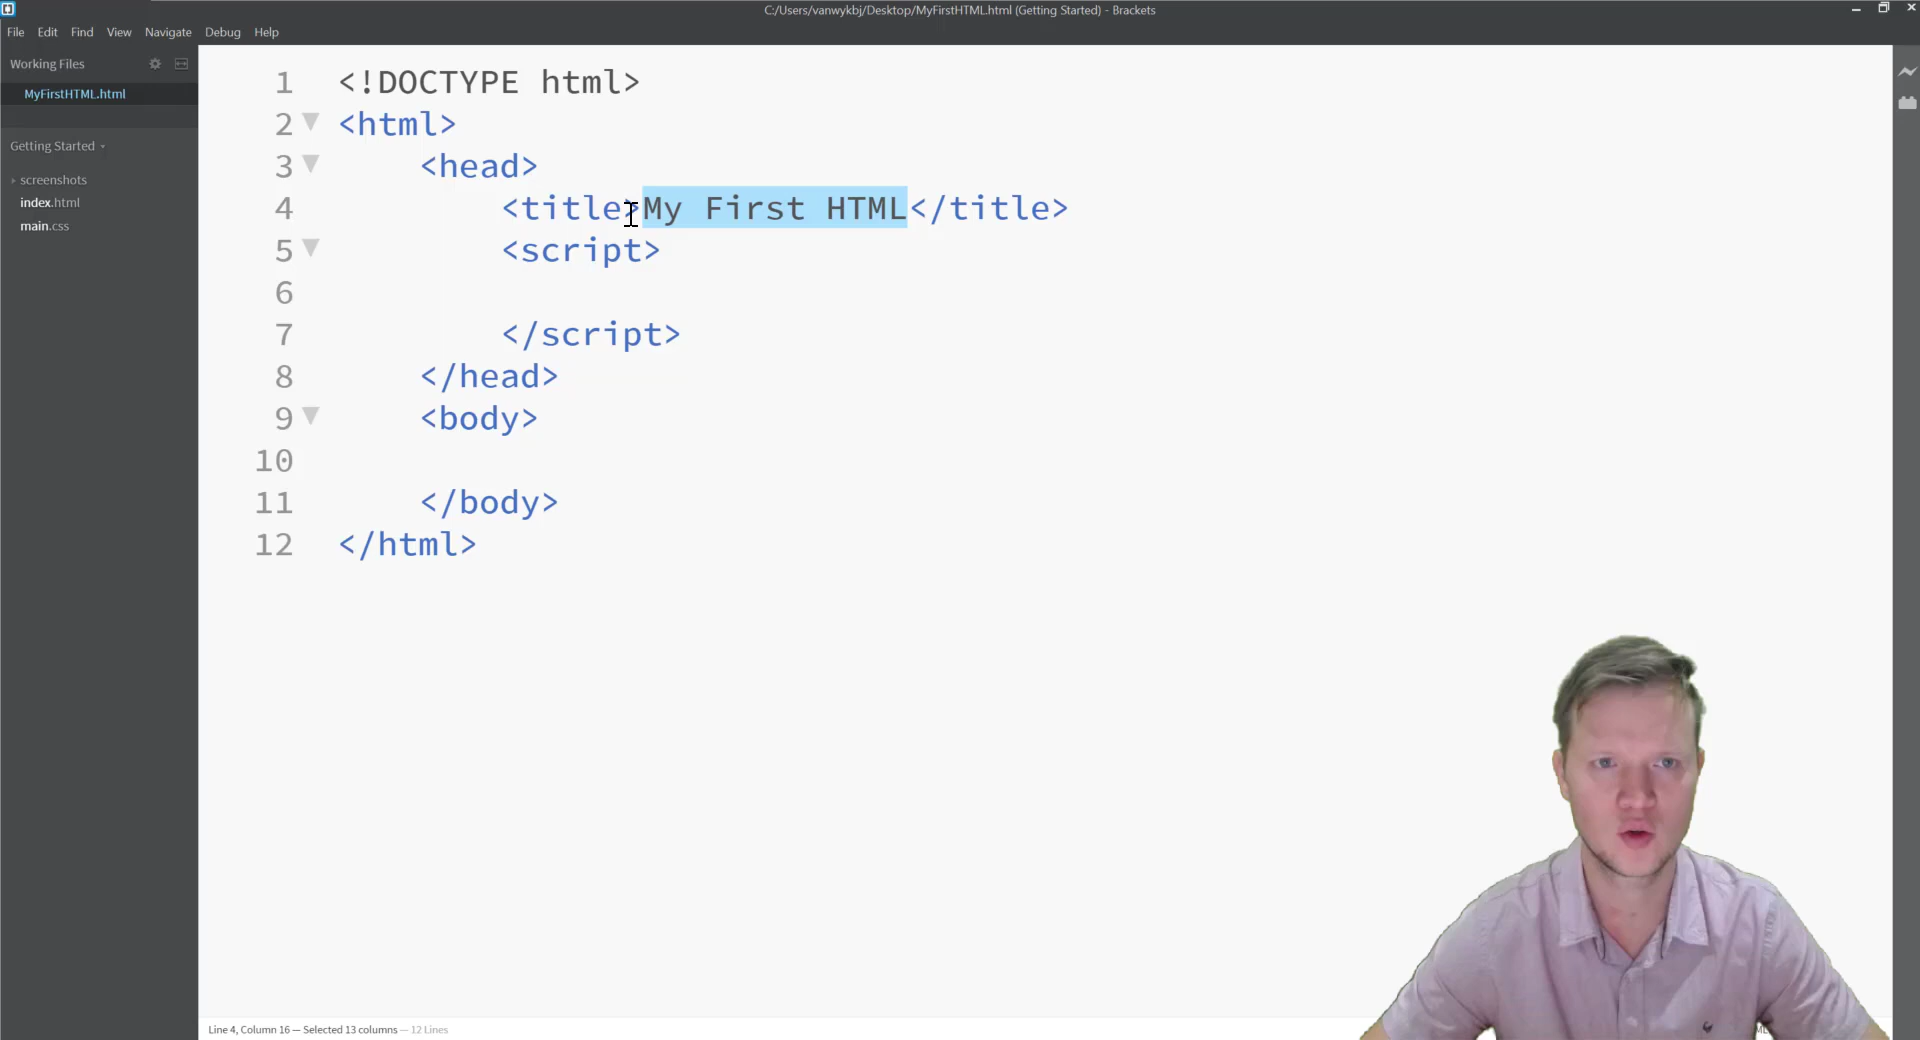 C:/Users/vanwykbj/Desktop/MyFirstHTML.html (Getting Started) - Brackets
File Edit Find View Navigate Debug Help
Working Files
MyFirstHTML.html
Getting Started
screenshots
index.html
main.css
1 <!DOCTYPE html>
2 <html>
3 <head>
4 <title>My First HTML</title>
5 <script>
6
7 </script>
8 </head>
9 <body>
10
11 </body>
12 </html>
Line 4, Column 16 — Selected 13 columns — 12 Lines